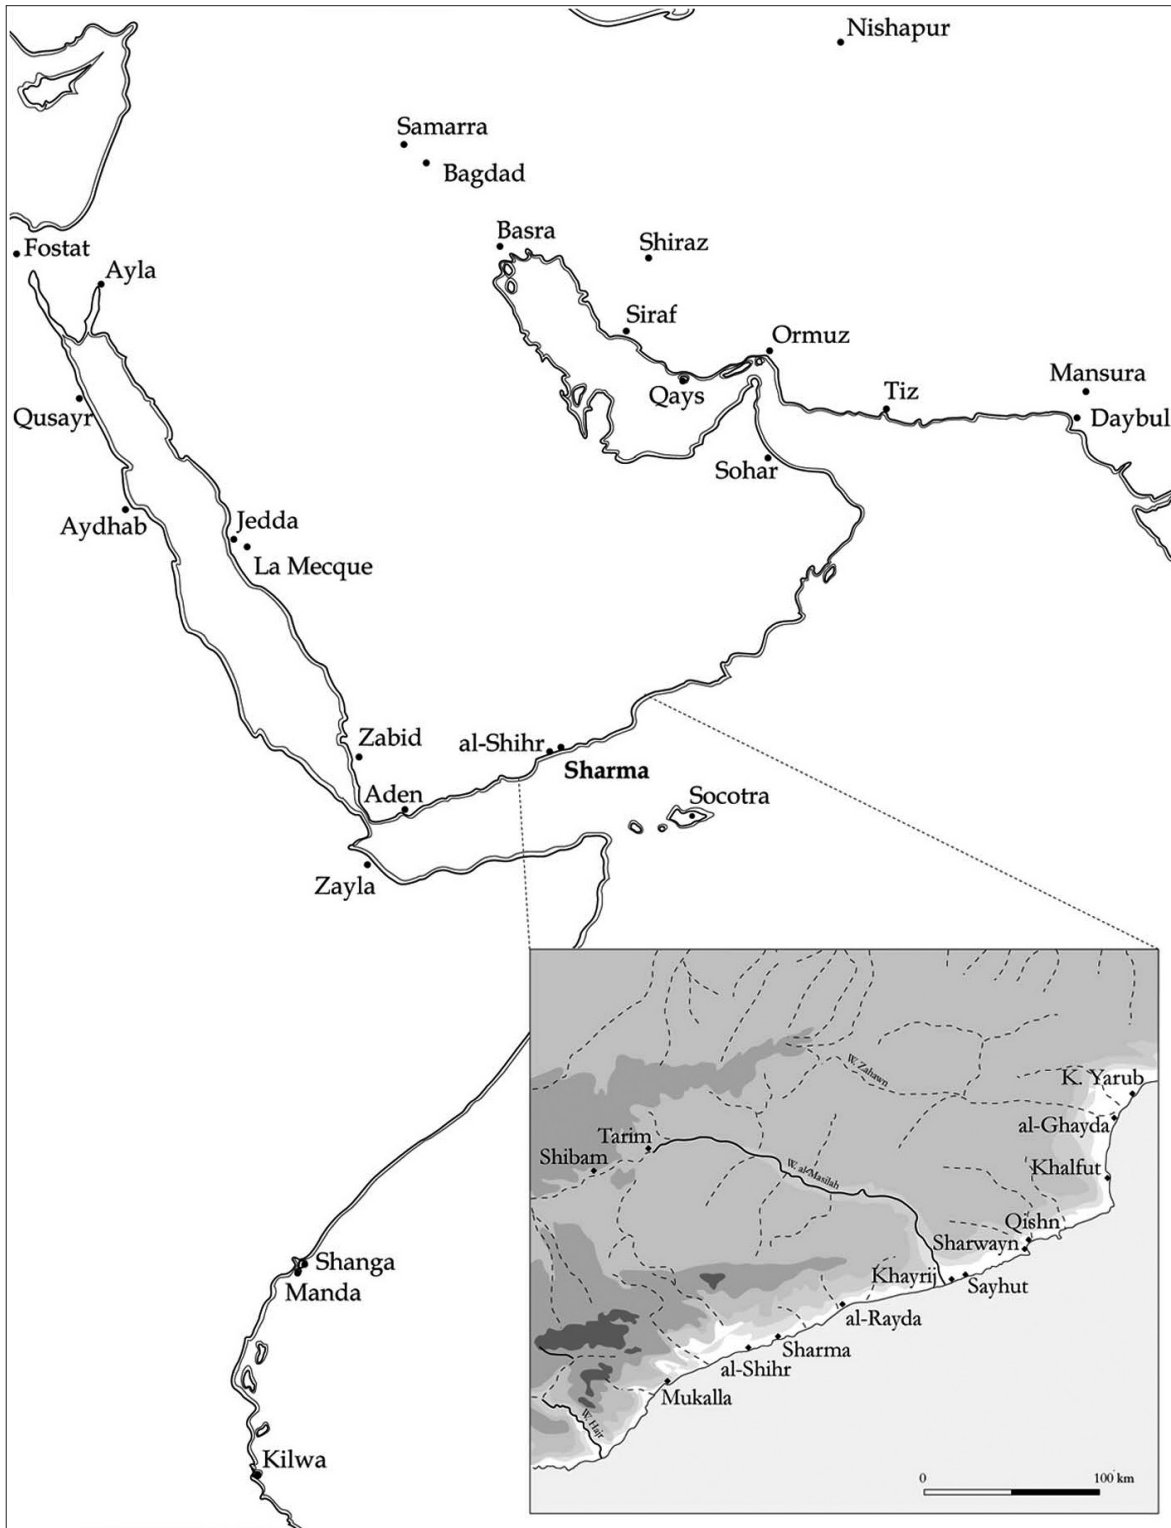 Nishapur
Samarra
Bagdad
Basra
Shiraz
Fostat
Ayla
Siraf
Ormuz
Qays
Tiz
Mansura
Daybul
Qusayr
Sohar
Aydhab
Jedda
La Mecque
Zabid
al-Shihr
Sharma
Aden
Socotra
Zayla
W. Zahawn
K. Yarub
al-Ghayda
Tarim
Shibam
W. al-Masilah
Khalfut
Qishn
Sharwayn
Khayrij
Sayhut
al-Rayda
Sharma
al-Shihr
Mukalla
W. Hajr
0 100 km
Shanga
Manda
Kilwa